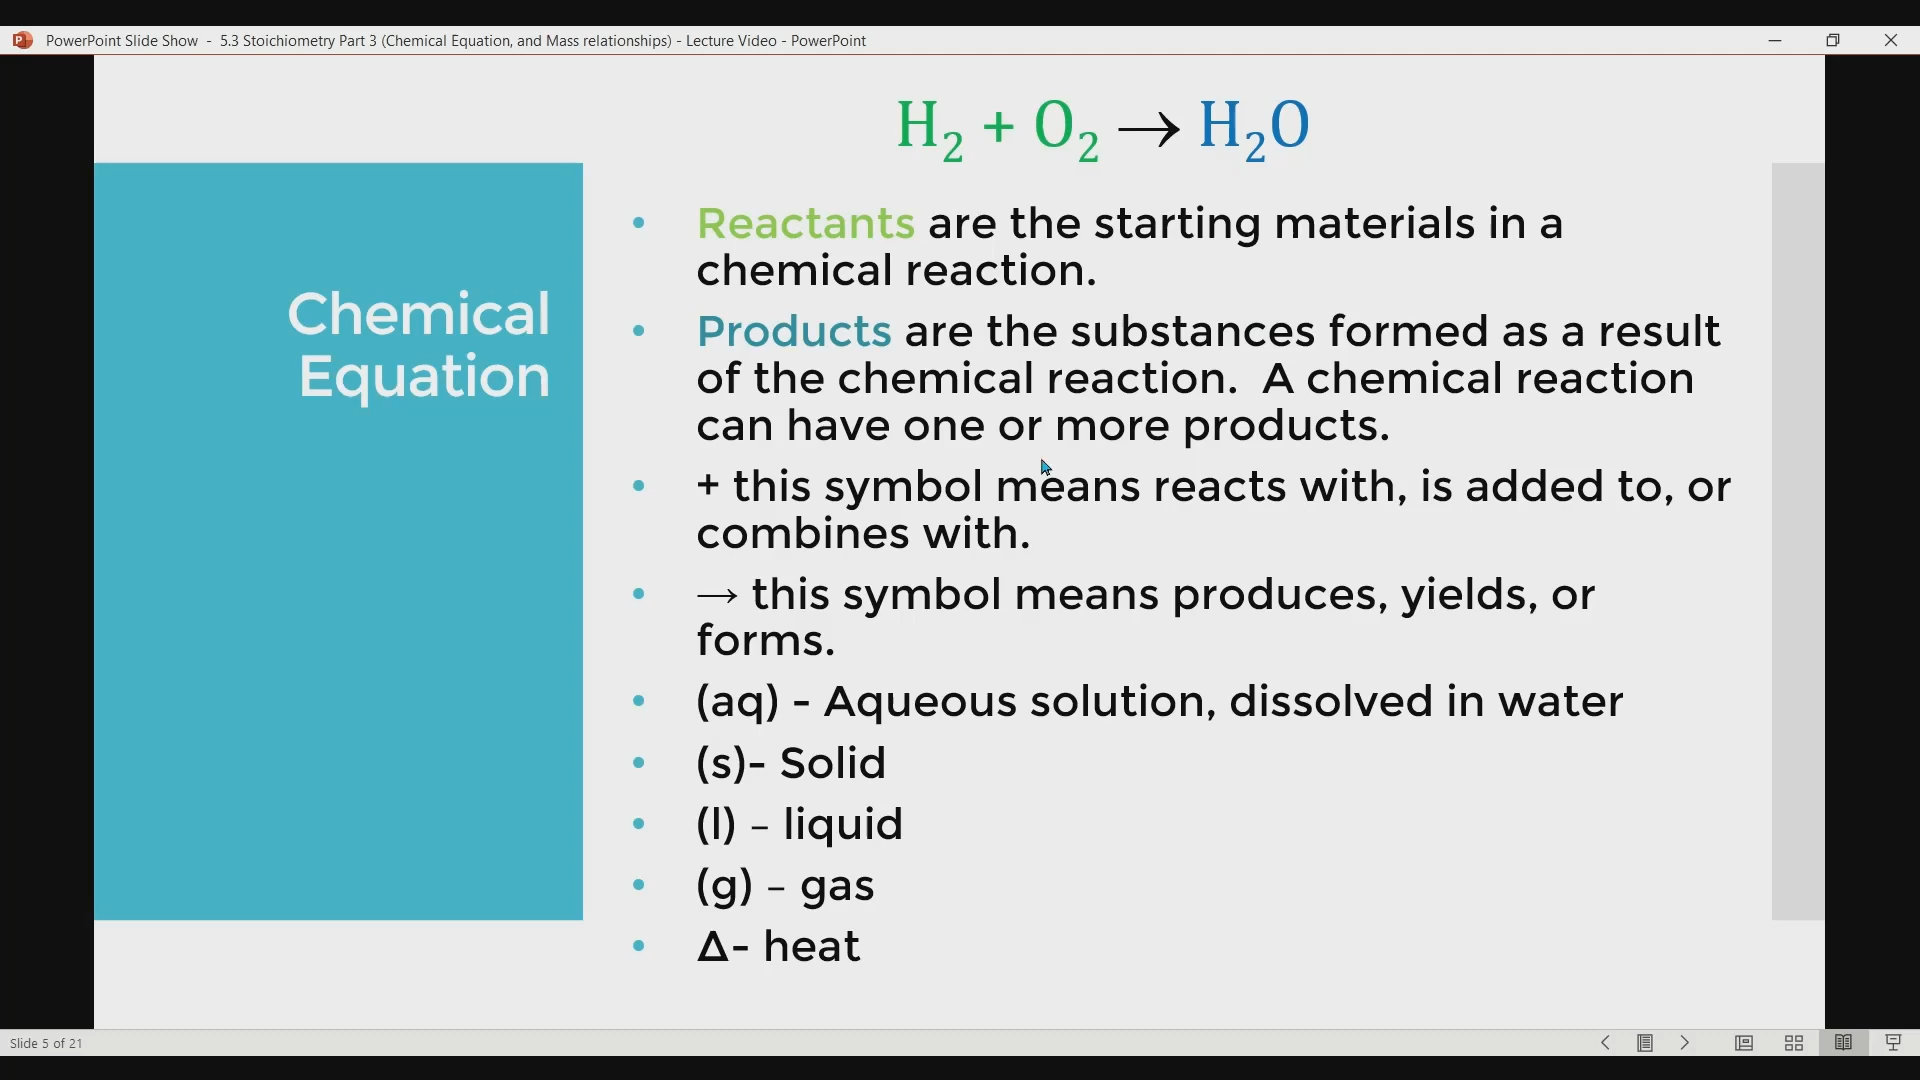 PowerPoint Slide Show - 5.3 Stoichiometry Part 3 (Chemical Equation, and Mass relationships) - Lecture Video - PowerPoint
H₂ + O₂ → H₂O
Chemical
Equation
• Reactants are the starting materials in a
chemical reaction.
• Products are the substances formed as a result
of the chemical reaction. A chemical reaction
can have one or more products.
• + this symbol means reacts with, is added to, or
combines with.
• → this symbol means produces, yields, or
forms.
• (aq) - Aqueous solution, dissolved in water
• (s)- Solid
• (l) – liquid
• (g) – gas
• Δ- heat
Slide 5 of 21